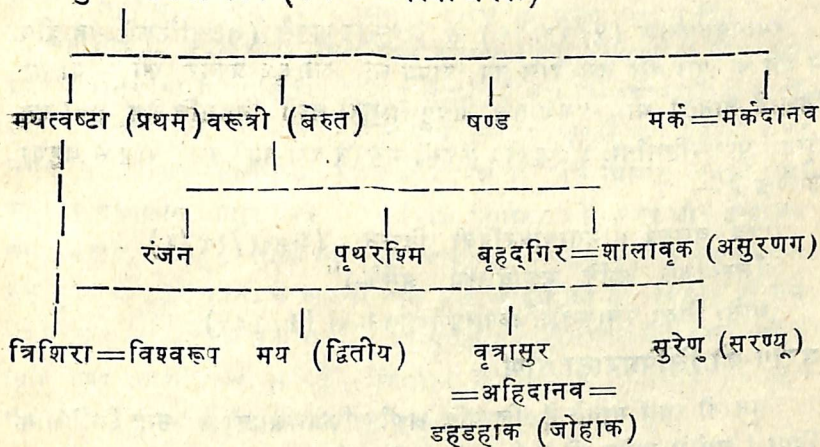 मयत्वष्टा (प्रथम) वरूत्री (बेरुत) षण्ड मर्क=मर्कदानव
रंजन पृथरश्मि बृहद्गिर=शालावृक (असुरणग)
त्रिशिरा=विश्वरूप मय (द्वितीय) वृत्रासुर सुरेणु (सरण्यू)
=अहिदानव=
डहडहाक (जोहाक)